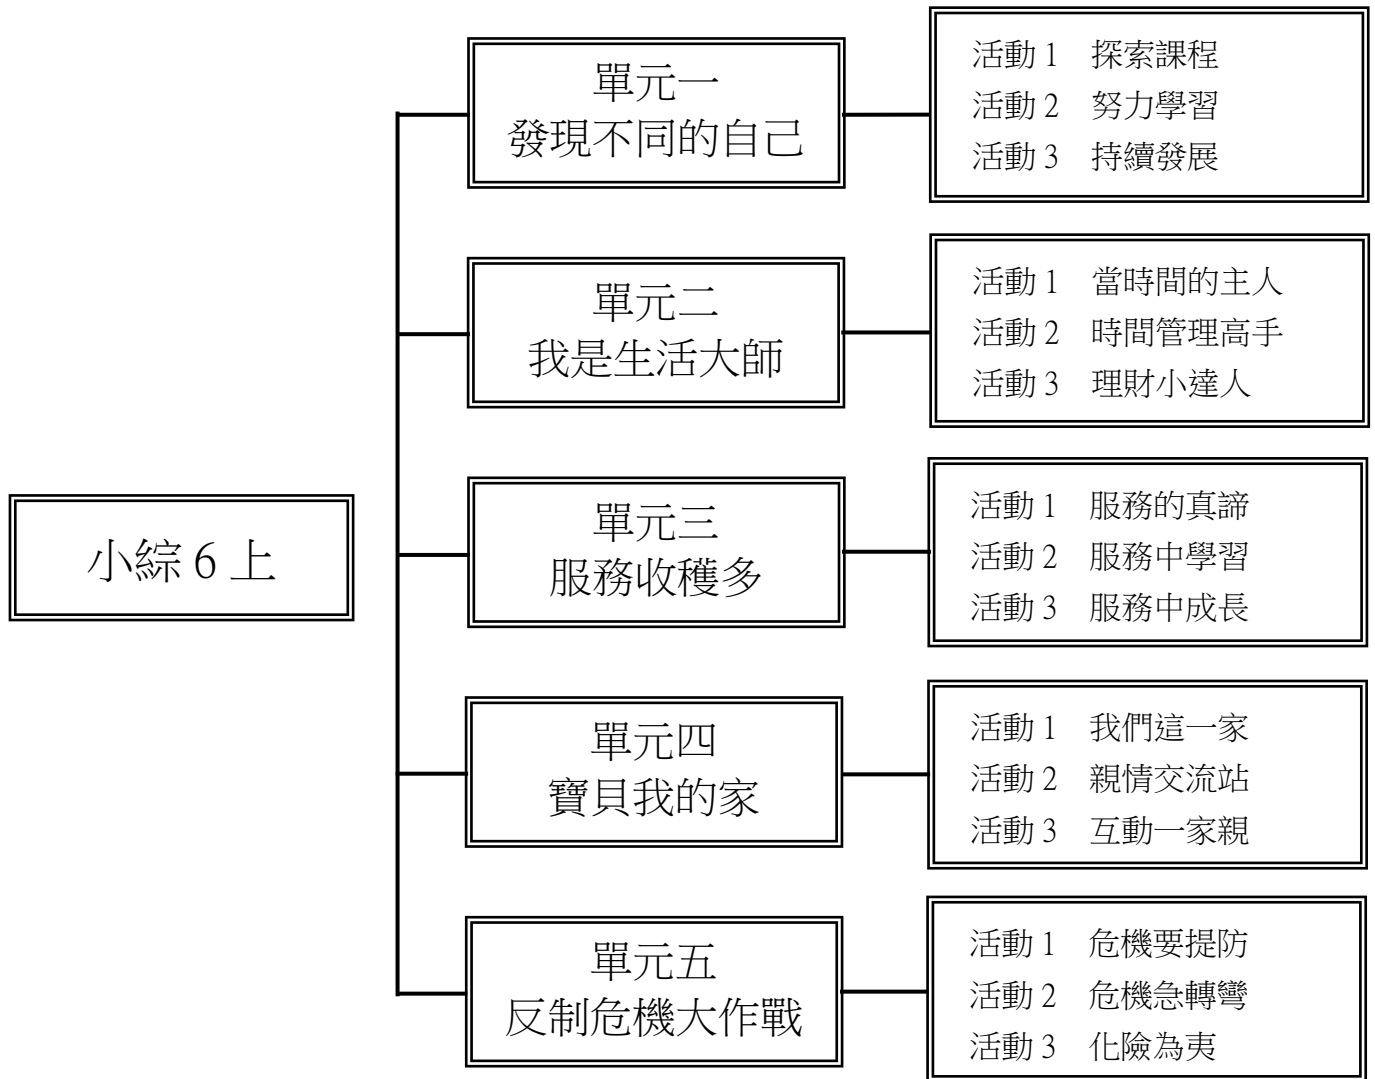 小綜 6 上
單元一
發現不同的自己
活動 1　探索課程
活動 2　努力學習
活動 3　持續發展
單元二
我是生活大師
活動 1　當時間的主人
活動 2　時間管理高手
活動 3　理財小達人
單元三
服務收穫多
活動 1　服務的真諦
活動 2　服務中學習
活動 3　服務中成長
單元四
寶貝我的家
活動 1　我們這一家
活動 2　親情交流站
活動 3　互動一家親
單元五
反制危機大作戰
活動 1　危機要提防
活動 2　危機急轉彎
活動 3　化險為夷